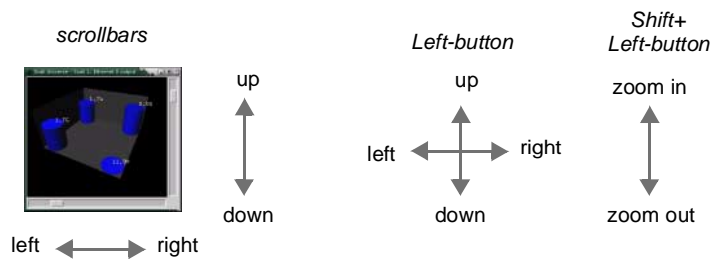 scrollbars
up
down
left right
Left-button
up
left right
down
Shift+
Left-button
zoom in
zoom out